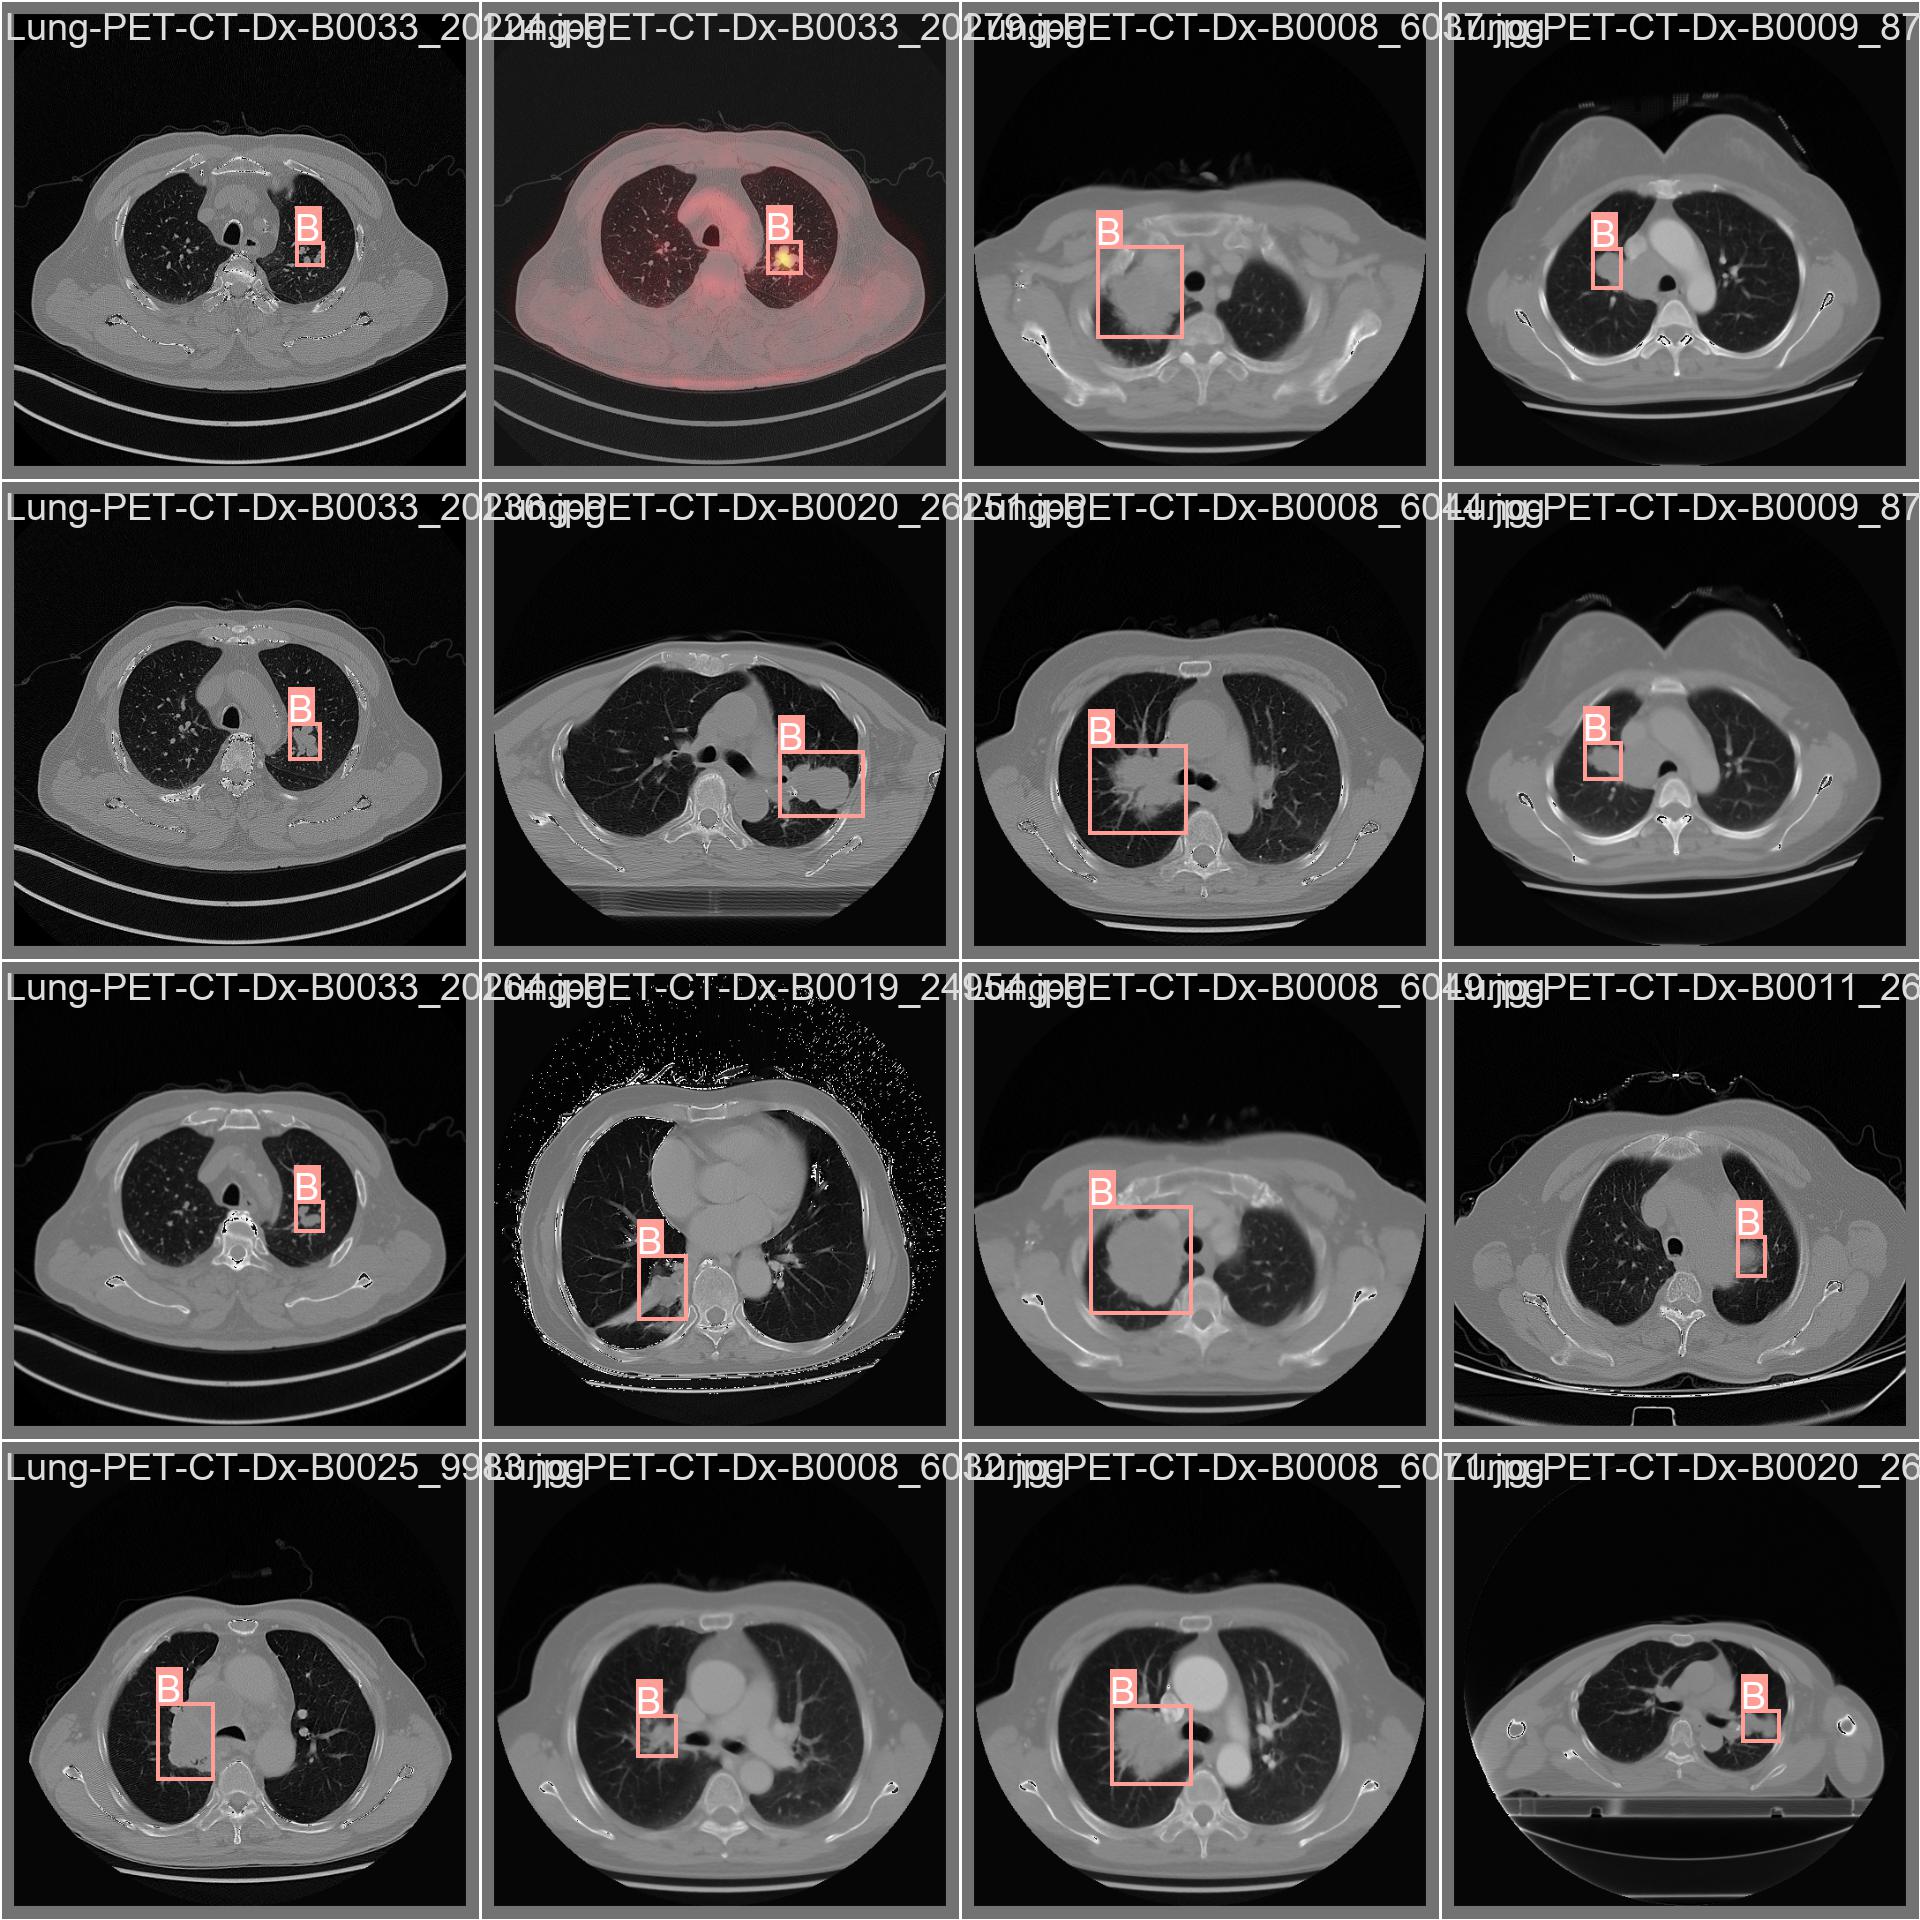 Lung-PET-CT-Dx-B0033_20224.jpg
Lung-PET-CT-Dx-B0033_20279.jpg
Lung-PET-CT-Dx-B0008_6037.jpg
Lung-PET-CT-Dx-B0009_87
B
B
B
B
Lung-PET-CT-Dx-B0033_20236.jpg
Lung-PET-CT-Dx-B0020_26251.jpg
Lung-PET-CT-Dx-B0008_6044.jpg
Lung-PET-CT-Dx-B0009_87
B
B
B
B
Lung-PET-CT-Dx-B0033_20264.jpg
Lung-PET-CT-Dx-B0019_24954.jpg
Lung-PET-CT-Dx-B0008_6049.jpg
Lung-PET-CT-Dx-B0011_26
B
B
B
B
Lung-PET-CT-Dx-B0025_9983.jpg
Lung-PET-CT-Dx-B0008_6032.jpg
Lung-PET-CT-Dx-B0008_6071.jpg
Lung-PET-CT-Dx-B0020_26
B
B
B
B